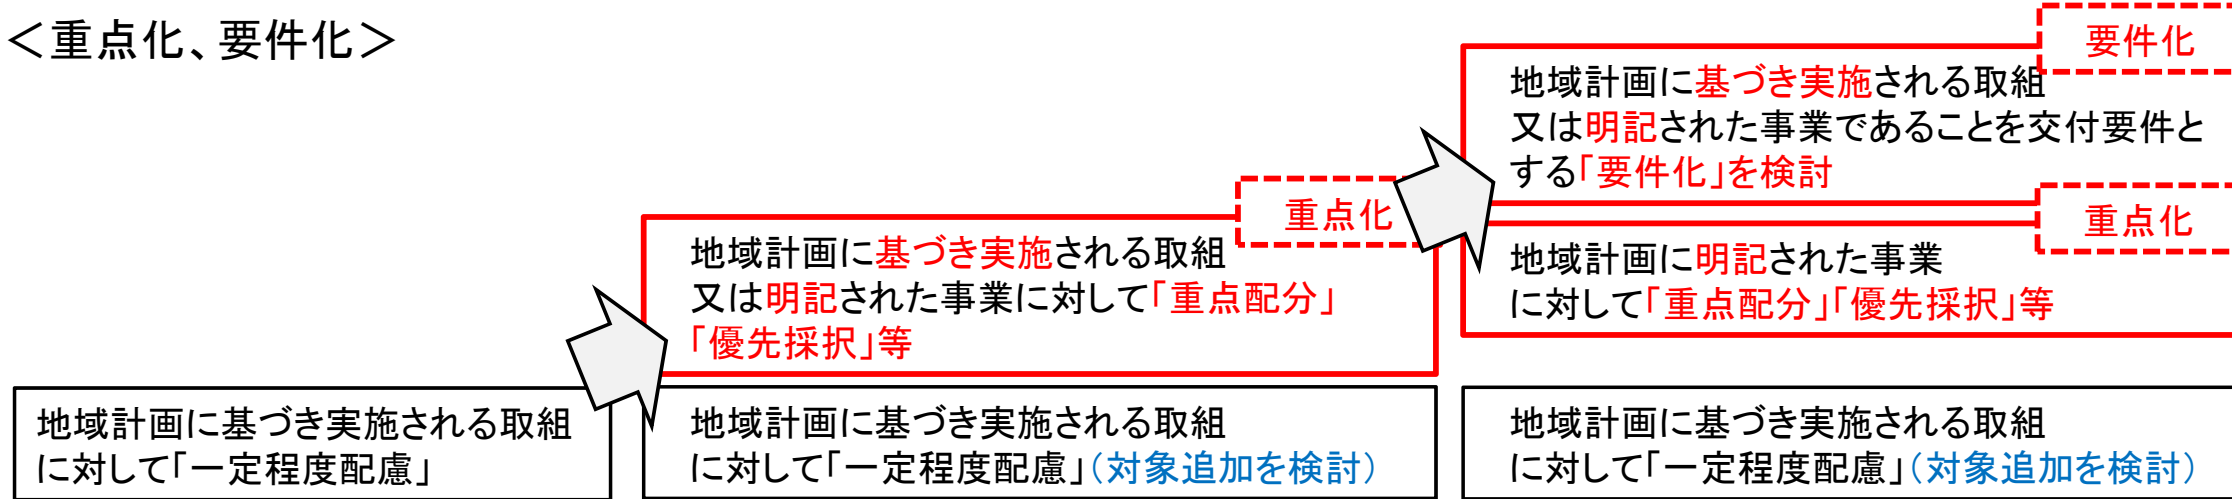 ＜重点化、要件化＞
地域計画に基づき実施される取組
に対して「一定程度配慮」
重点化
地域計画に基づき実施される取組
又は明記された事業に対して「重点配分」
「優先採択」等
地域計画に基づき実施される取組
に対して「一定程度配慮」（対象追加を検討）
要件化
地域計画に基づき実施される取組
又は明記された事業であることを交付要件と
する「要件化」を検討
重点化
地域計画に明記された事業
に対して「重点配分」「優先採択」等
地域計画に基づき実施される取組
に対して「一定程度配慮」（対象追加を検討）